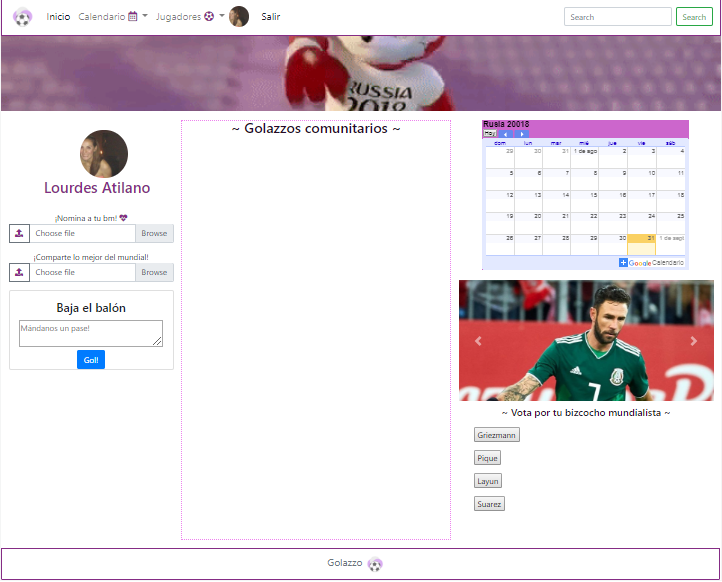 Inicio Calendario Jugadores Salir Search Search
RUSSIA
2018
Lourdes Atilano
¡Nomina a tu bm!
Choose file Browse
¡Comparte lo mejor del mundial!
Choose file Browse
Baja el balón
Mándanos un pase!
Gol!
~ Golazzos comunitarios ~
Rusia 20018
Hoy
dom lun mar mié jue vie sáb
29 30 31 1 de ago 2 3 4
5 6 7 8 9 10 11
12 13 14 15 16 17 18
19 20 21 22 23 24 25
26 27 28 29 30 31 1 de sept
Google Calendario
7
~ Vota por tu bizcocho mundialista ~
Griezmann
Pique
Layun
Suarez
Golazzo